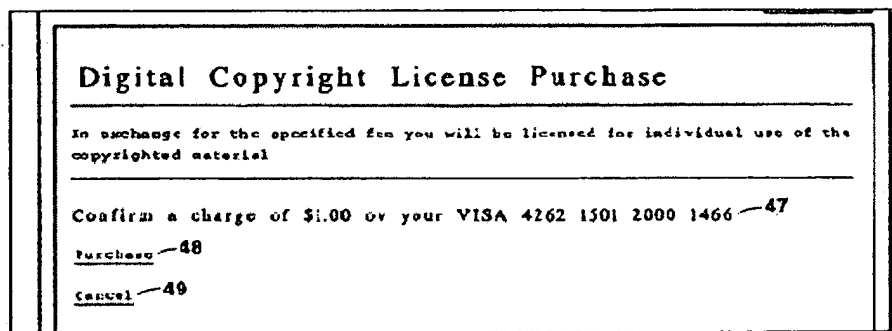 Digital Copyright License Purchase
In exchange for the specified fee you will be licensed for individual use of the
copyrighted material
Confirm a charge of $1.00 on your VISA 4262 1501 2000 1466 47
Purchase 48
Cancel 49